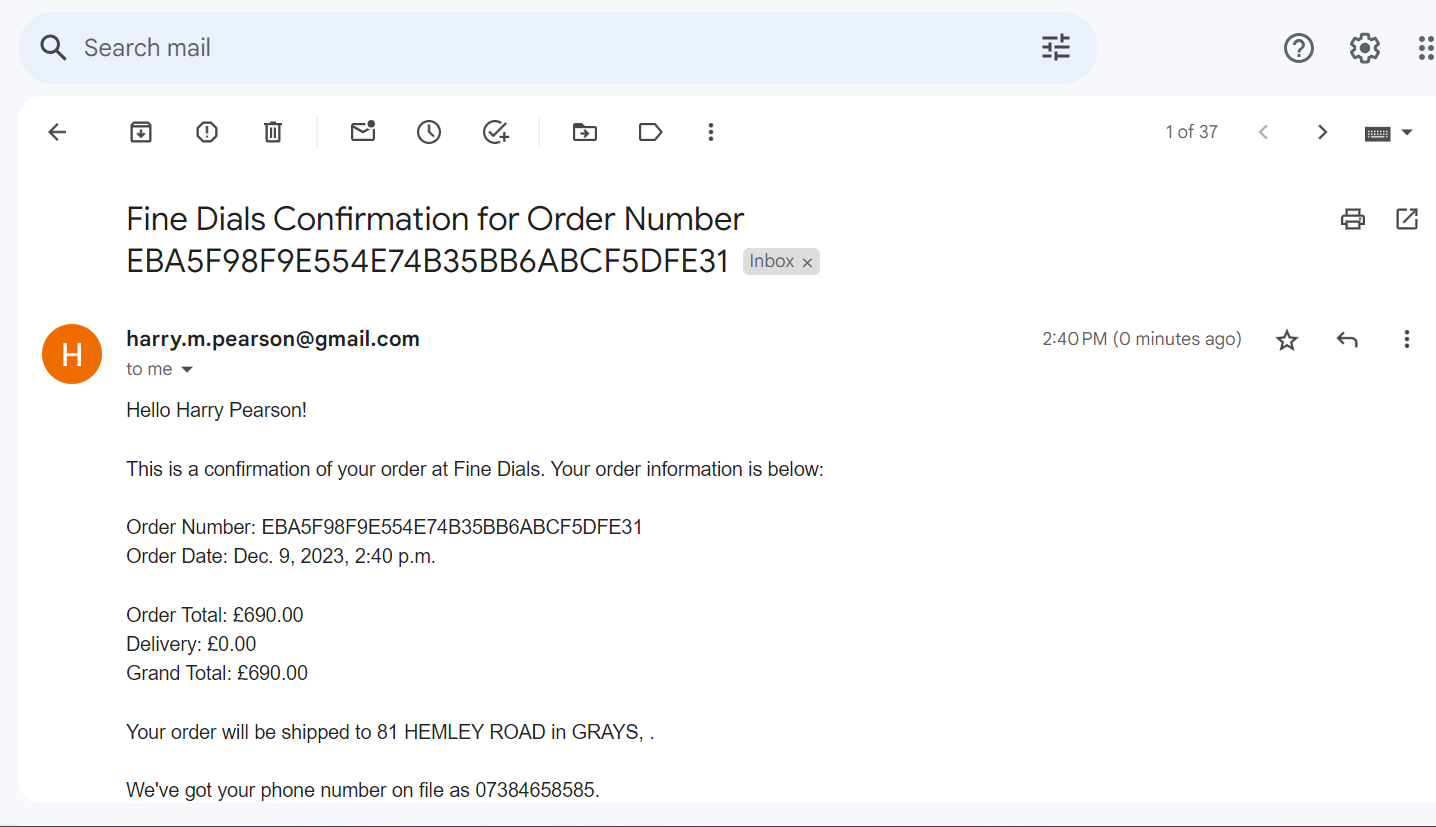 Search mail
1 of 37
Fine Dials Confirmation for Order Number
EBA5F98F9E554E74B35BB6ABCF5DFE31 Inbox ×
H
harry.m.pearson@gmail.com 2:40 PM (0 minutes ago)
to me
Hello Harry Pearson!
This is a confirmation of your order at Fine Dials. Your order information is below:
Order Number: EBA5F98F9E554E74B35BB6ABCF5DFE31
Order Date: Dec. 9, 2023, 2:40 p.m.
Order Total: £690.00
Delivery: £0.00
Grand Total: £690.00
Your order will be shipped to 81 HEMLEY ROAD in GRAYS, .
We've got your phone number on file as 07384658585.